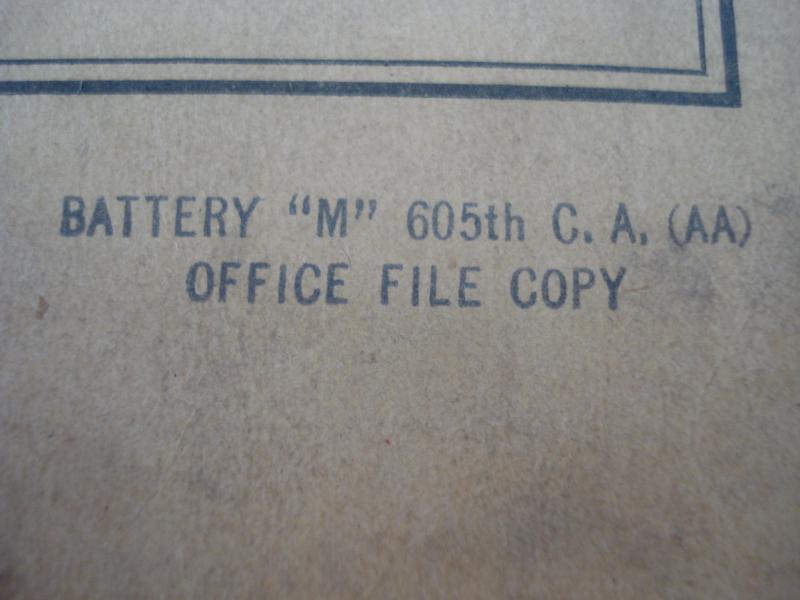 BATTERY “M” 605th C. A. (AA)
OFFICE FILE COPY